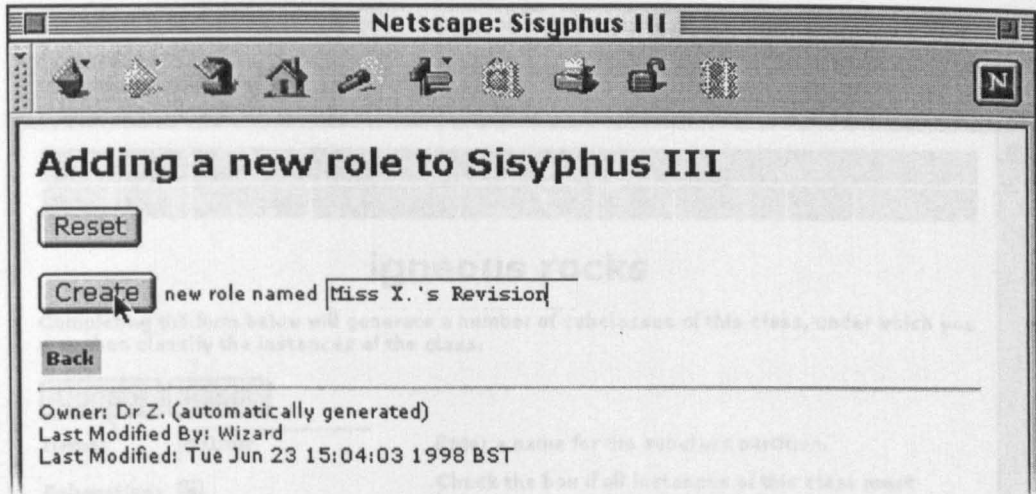 Netscape: Sisyphus III
N
Adding a new role to Sisyphus III
Reset
igneous rocks
Create new role named Miss X.'s Revision
Completing the form below will generate a number of subclasses of this class, under which you
classify the instances of the class.
Back
Owner: Dr Z. (automatically generated)
Last Modified By: Wizard
Enter a name for the subclass partition.
Last Modified: Tue Jun 23 15:04:03 1998 BST
Check the box if all instances of this class must